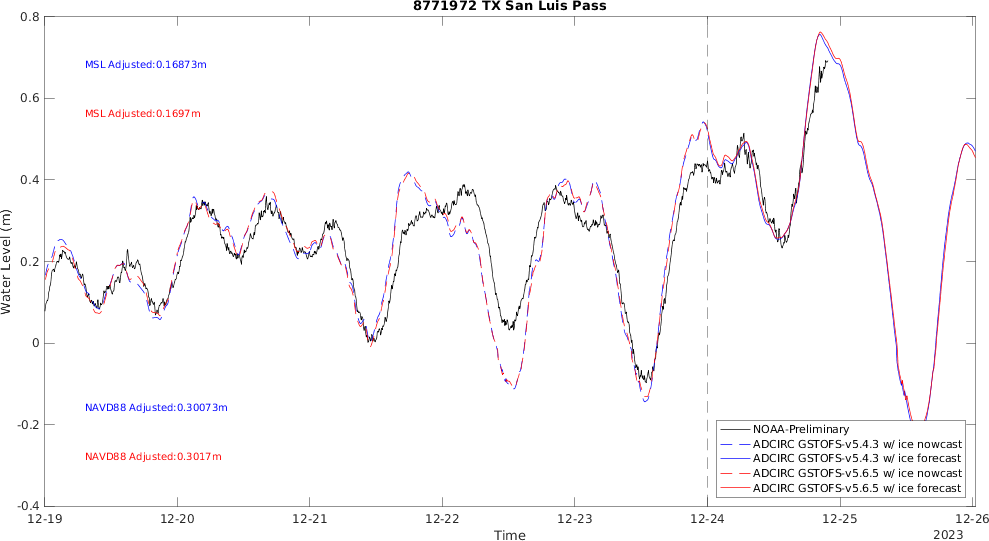 8771972 TX San Luis Pass
0.8
MSL Adjusted:0.16873m
0.6
MSL Adjusted:0.1697m
0.4
Water Level (m)
0.2
0
NAVD88 Adjusted:0.30073m
-0.2
NAVD88 Adjusted:0.3017m
-0.4
NOAA-Preliminary
ADCIRC GSTOFS-v5.4.3 w/ ice nowcast
ADCIRC GSTOFS-v5.4.3 w/ ice forecast
ADCIRC GSTOFS-v5.6.5 w/ ice nowcast
ADCIRC GSTOFS-v5.6.5 w/ ice forecast
12-19 12-20 12-21 12-22 12-23 12-24 12-25 12-26
Time
2023